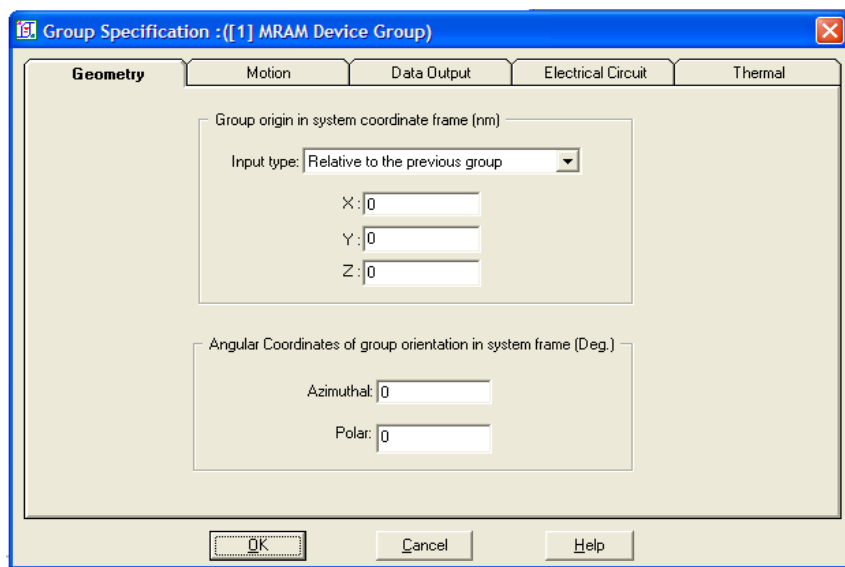 Group Specification :([1] MRAM Device Group)
Geometry Motion Data Output Electrical Circuit Thermal
Group origin in system coordinate frame (nm)
Input type: Relative to the previous group
X: 0
Y: 0
Z: 0
Angular Coordinates of group orientation in system frame (Deg.)
Azimuthal: 0
Polar: 0
OK Cancel Help